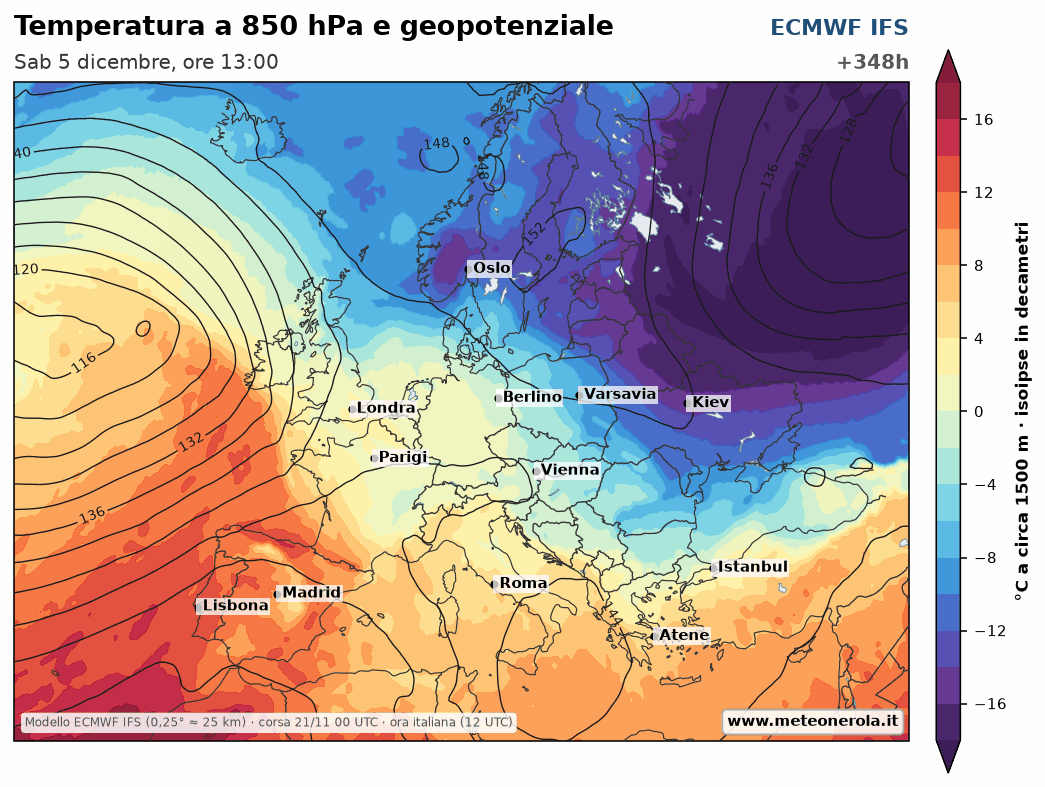 Temperatura a 850 hPa e geopotenziale
ECMWF IFS
Sab 5 dicembre, ore 13:00
+348h
148
148
128
132
136
40
152
120
116
132
136
144
Oslo
Berlino
Varsavia
Kiev
Londra
Parigi
Vienna
Istanbul
Roma
Madrid
Lisbona
Atene
16
12
8
4
0
−4
−8
−12
−16
°C a circa 1500 m · isoipse in decametri
Modello ECMWF IFS (0,25° ≈ 25 km) · corsa 21/11 00 UTC · ora italiana (12 UTC)
www.meteonerola.it